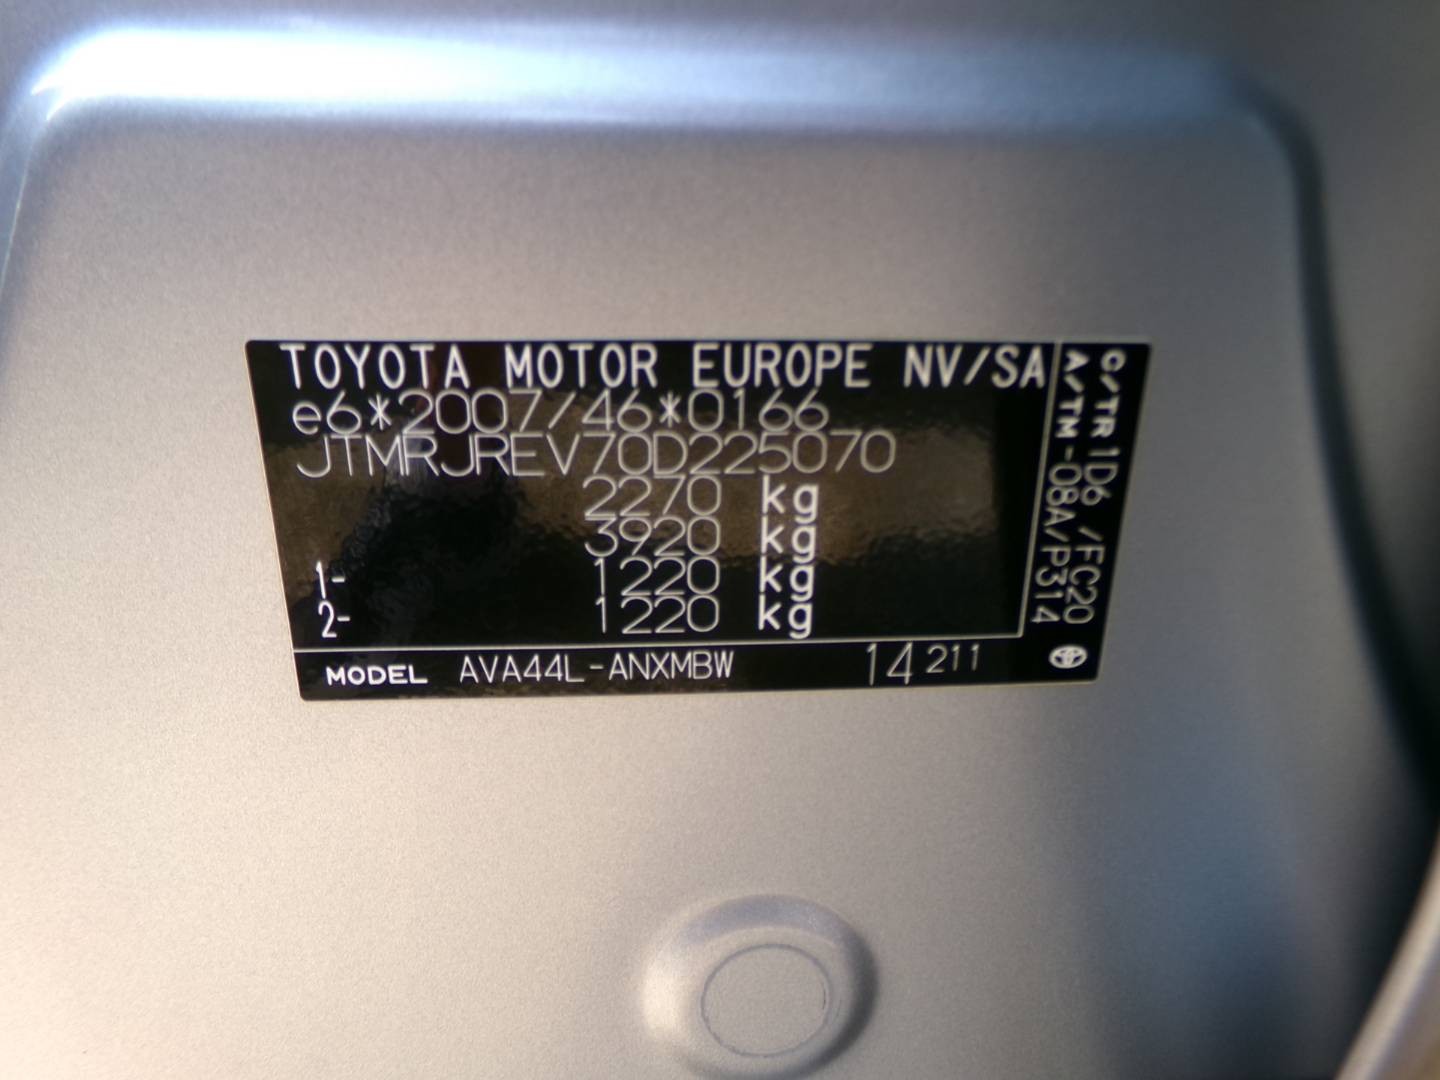 TOYOTA MOTOR EUROPE NV/SA
e6*2007/46*0166
JTMRJREV70D225070
2270 kg
3920 kg
1- 1220 kg
2- 1220 kg
MODEL AVA44L-ANXMBW 14 211
C/TR 1D6 /FC20
A/TM -08A/P314